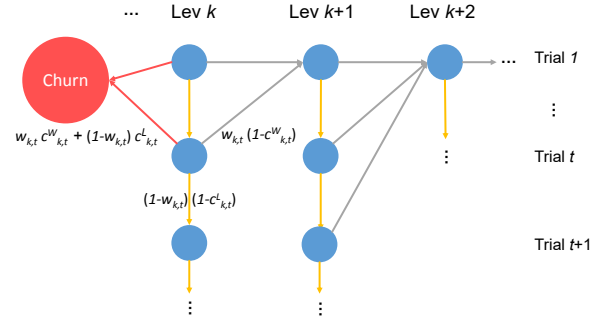 ... Lev k Lev k+1 Lev k+2
Churn
... Trial 1
⋮
w_{k,t} c^W_{k,t} + (1-w_{k,t}) c^L_{k,t}
w_{k,t} (1-c^W_{k,t})
⋮ Trial t
(1-w_{k,t}) (1-c^L_{k,t})
Trial t+1
⋮ ⋮